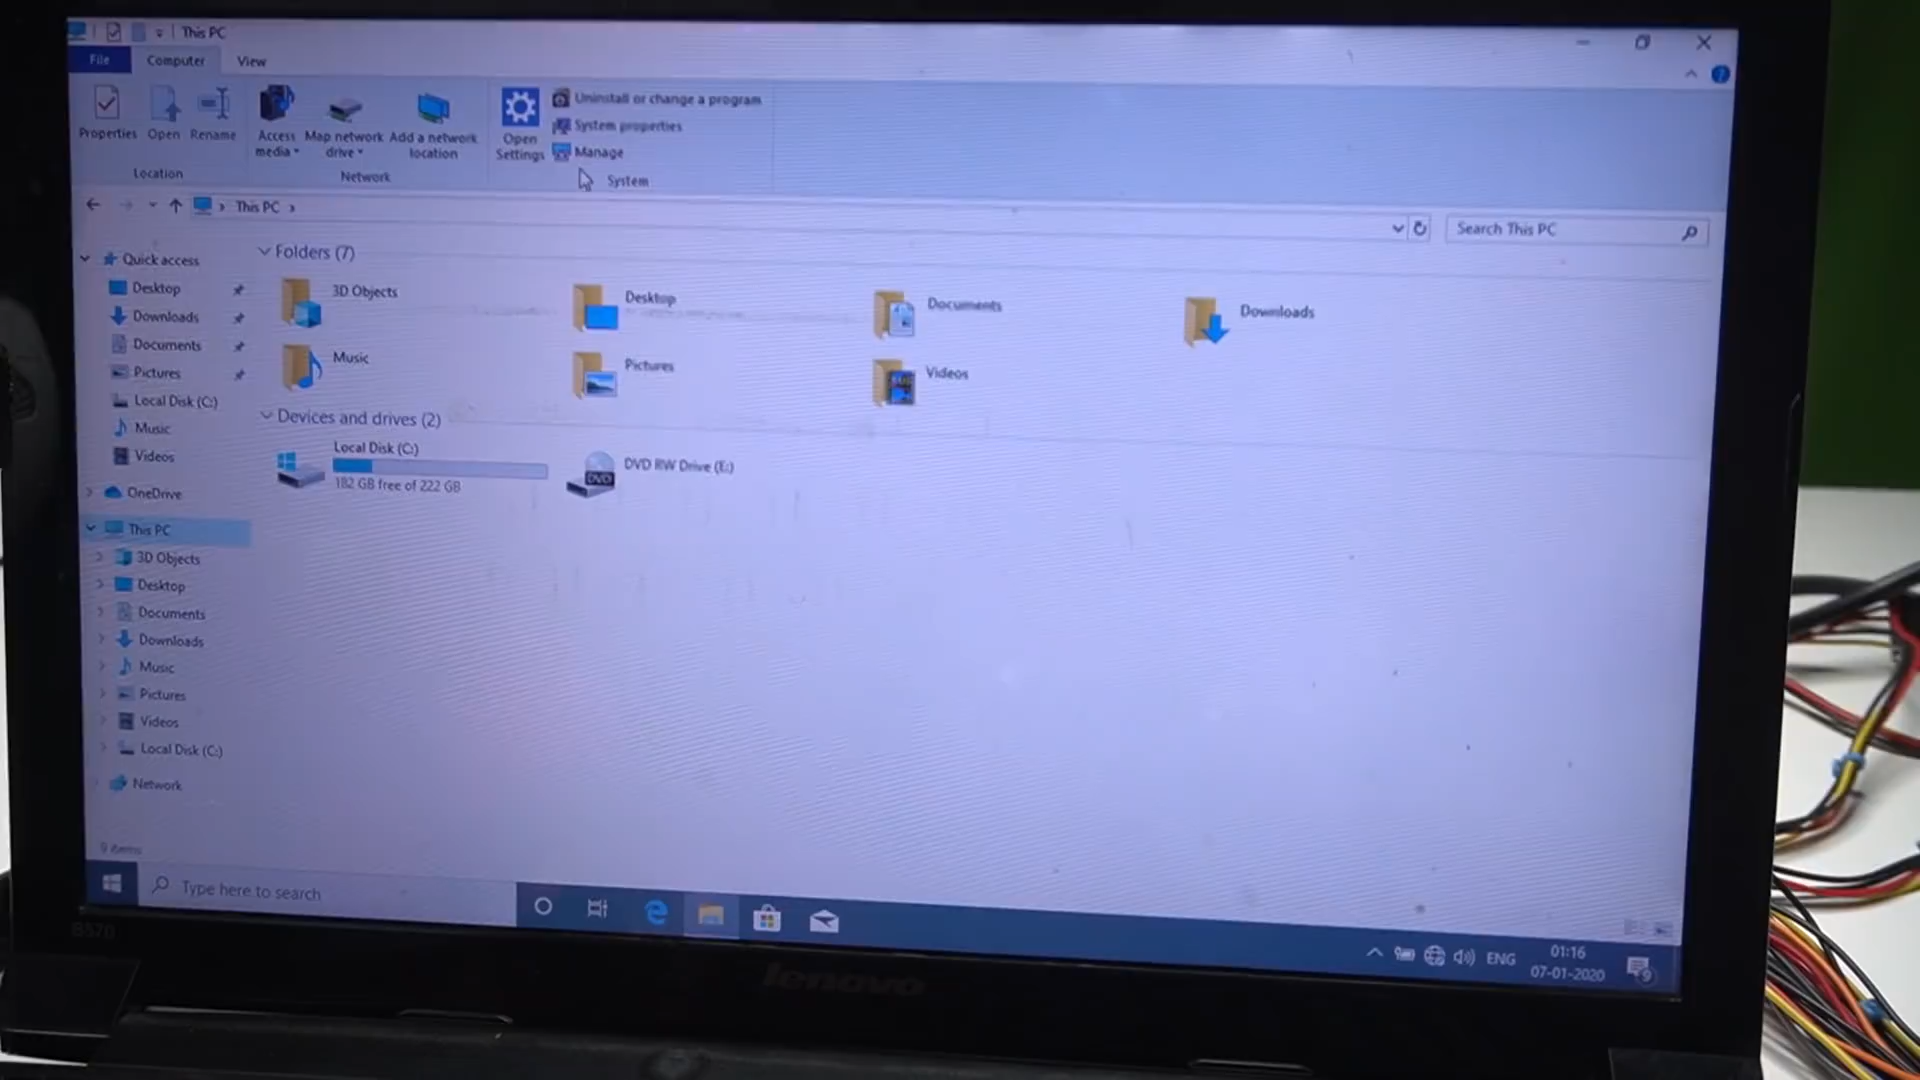 This PC
File Computer View
Properties Open Rename Access media Map network drive Add a network location Open Settings Uninstall or change a program
System properties
Manage
Location Network System
This PC
Search This PC
Quick access
Desktop
Downloads
Documents
Pictures
Local Disk (C:)
Music
Videos
OneDrive
This PC
3D Objects
Desktop
Documents
Downloads
Music
Pictures
Videos
Local Disk (C:)
Network
Folders (7)
3D Objects Desktop Documents Downloads
Music Pictures Videos
Devices and drives (2)
Local Disk (C:)
182 GB free of 222 GB
DVD RW Drive (E:)
DVD
9 items
Type here to search
ENG
01:16
07-01-2020
9
B570
lenovo